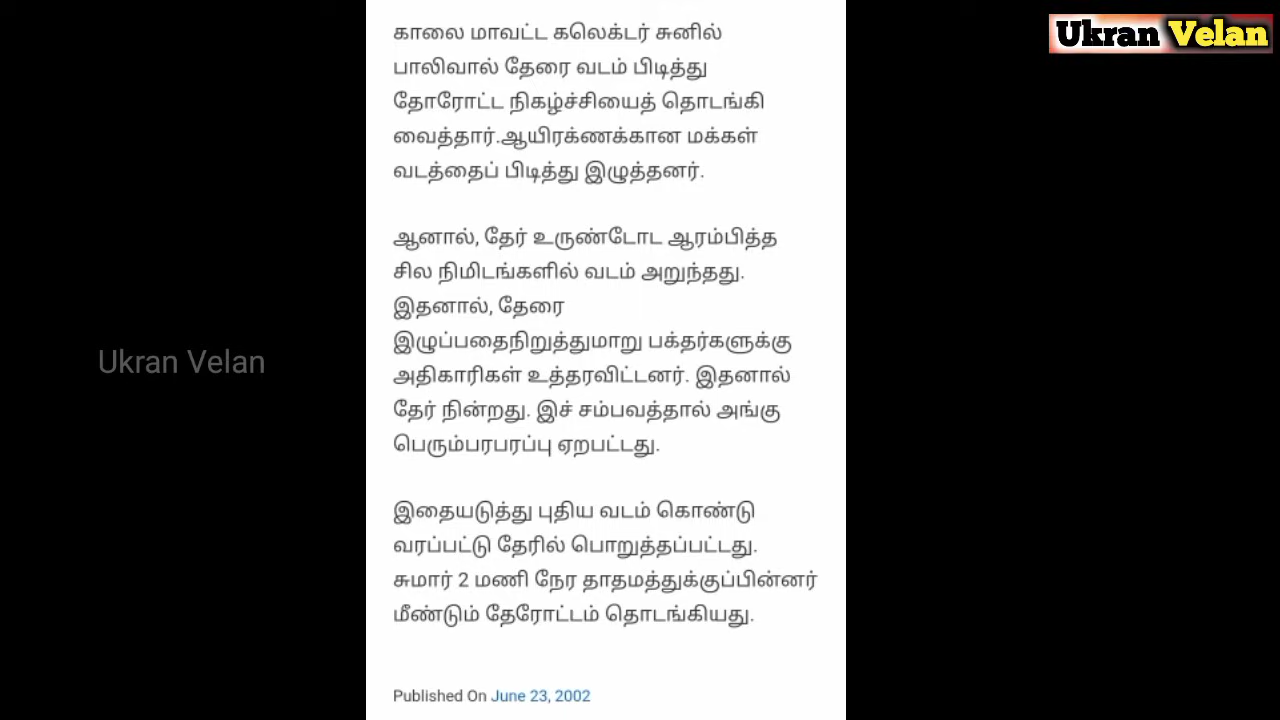 Ukran Velan
காலை மாவட்ட கலெக்டர் சுனில்
பாலிவால் தேரை வடம் பிடித்து
தோரோட்ட நிகழ்ச்சியைத் தொடங்கி
வைத்தார்.ஆயிரக்ணக்கான மக்கள்
வடத்தைப் பிடித்து இழுத்தனர்.
ஆனால், தேர் உருண்டோட ஆரம்பித்த
சில நிமிடங்களில் வடம் அறுந்தது.
இதனால், தேரை
இழுப்பதைநிறுத்துமாறு பக்தர்களுக்கு
அதிகாரிகள் உத்தரவிட்டனர். இதனால்
தேர் நின்றது. இச் சம்பவத்தால் அங்கு
பெரும்பரபரப்பு ஏறபட்டது.
இதையடுத்து புதிய வடம் கொண்டு
வரப்பட்டு தேரில் பொறுத்தப்பட்டது.
சுமார் 2 மணி நேர தாதமத்துக்குப்பின்னர்
மீண்டும் தேரோட்டம் தொடங்கியது.
Published On June 23, 2002
Ukran Velan